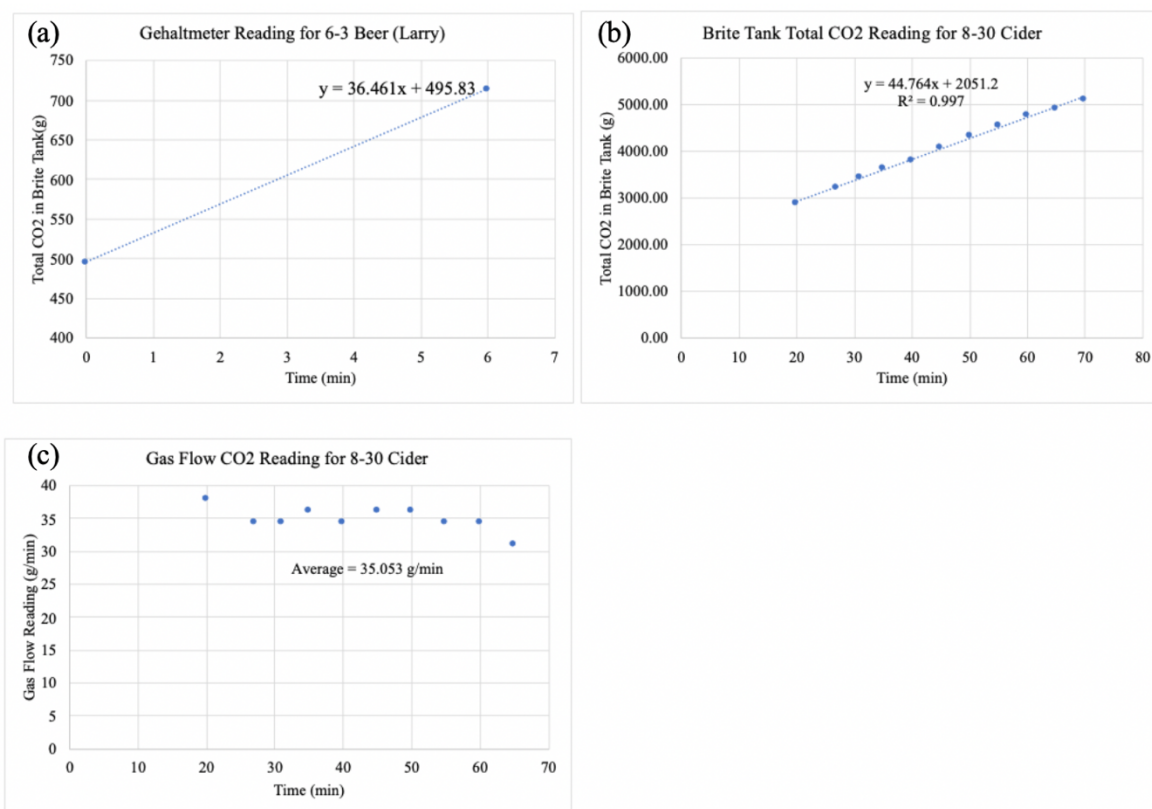 (a)
Gehaltmeter Reading for 6-3 Beer (Larry)
750
700
650
600
550
500
450
400
y = 36.461x + 495.83
Total CO2 in Brite Tank(g)
0 1 2 3 4 5 6 7
Time (min)
(b)
Brite Tank Total CO2 Reading for 8-30 Cider
6000.00
5000.00
4000.00
3000.00
2000.00
1000.00
0.00
y = 44.764x + 2051.2
R² = 0.997
Total CO2 in Brite Tank (g)
0 10 20 30 40 50 60 70 80
Time (min)
(c)
Gas Flow CO2 Reading for 8-30 Cider
40
35
30
25
20
15
10
5
0
Average = 35.053 g/min
Gas Flow Reading (g/min)
0 10 20 30 40 50 60 70
Time (min)